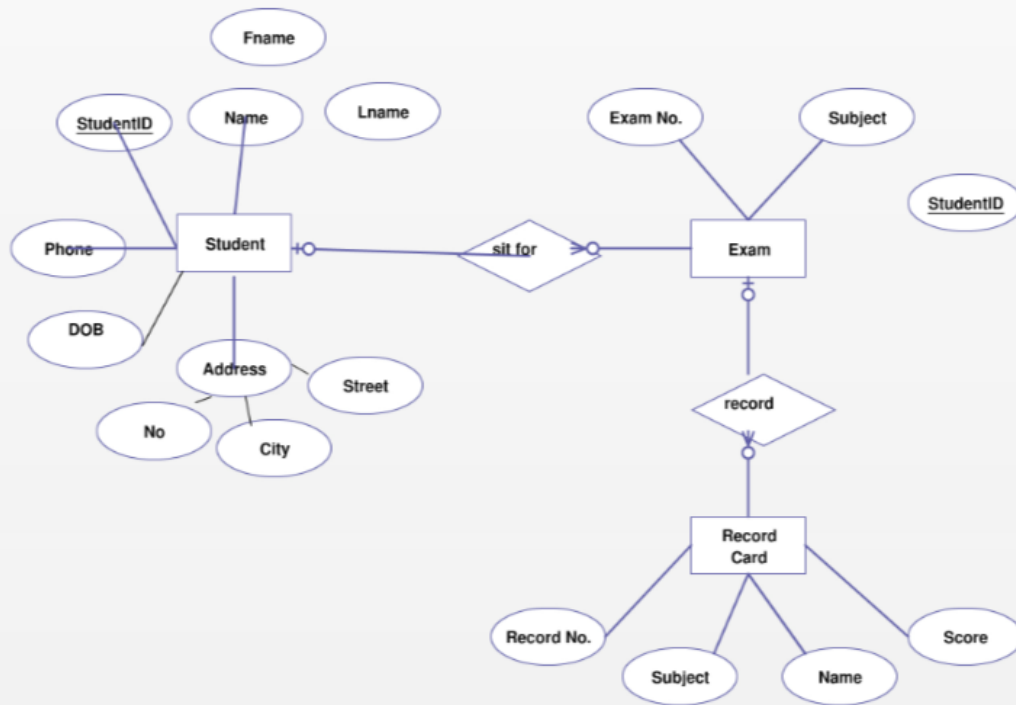 Fname
StudentID
Name
Lname
Exam No.
Subject
StudentID
Phone
Student
sit for
Exam
DOB
Address
Street
No
City
record
Record
Card
Record No.
Subject
Name
Score